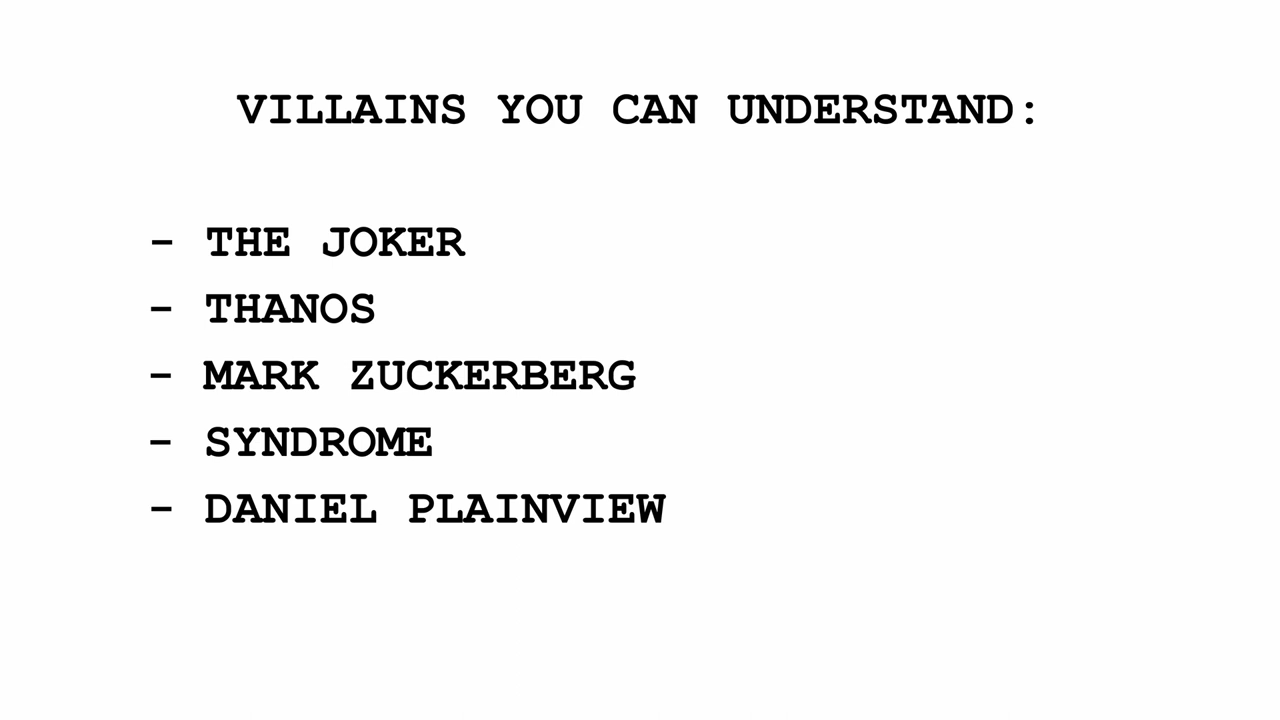 VILLAINS YOU CAN UNDERSTAND:
- THE JOKER
- THANOS
- MARK ZUCKERBERG
- SYNDROME
- DANIEL PLAINVIEW